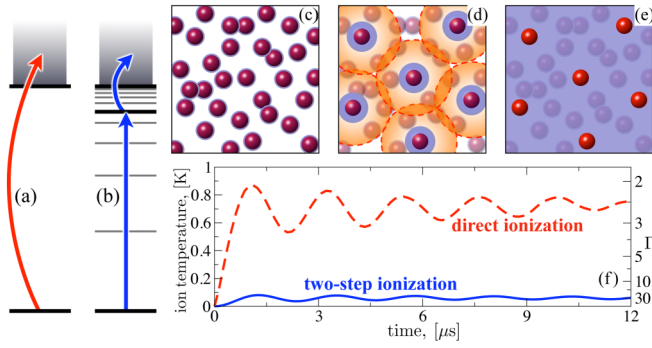 (a)
(b)
(c)
(d)
(e)
ion temperature, [K]
1
0.8
0.6
0.4
0.2
0
direct ionization
two-step ionization
(f)
2
3
5
10
30
Γ
0
3
6
9
12
time, [μs]